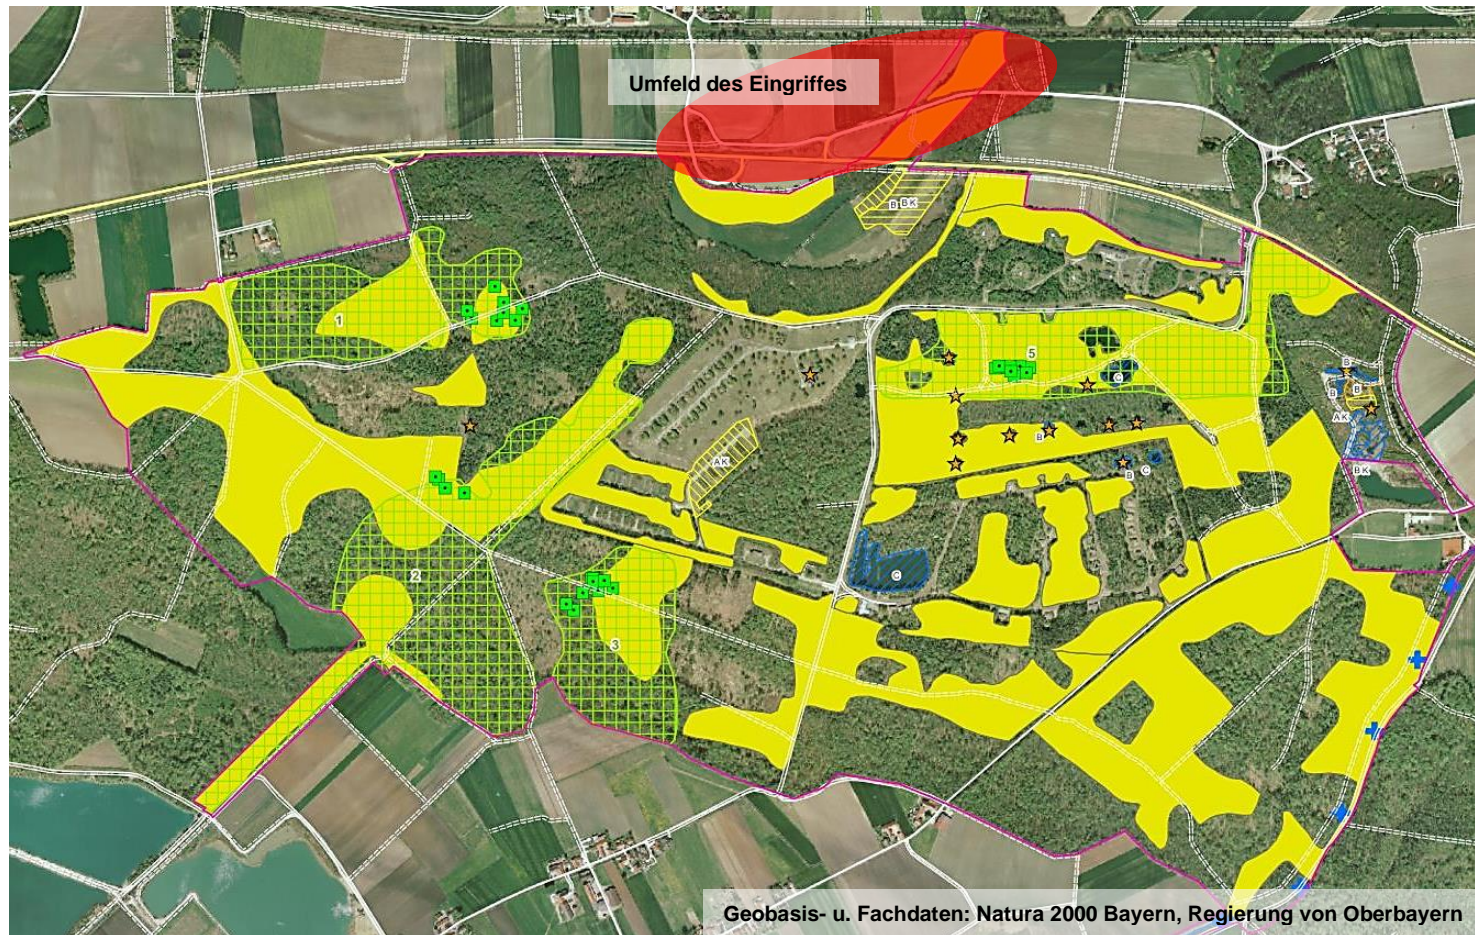 Umfeld des Eingriffes
B BK
1
5
C
B
B
B
AK
B
AK
C
B
BK
2
C
3
Geobasis- u. Fachdaten: Natura 2000 Bayern, Regierung von Oberbayern